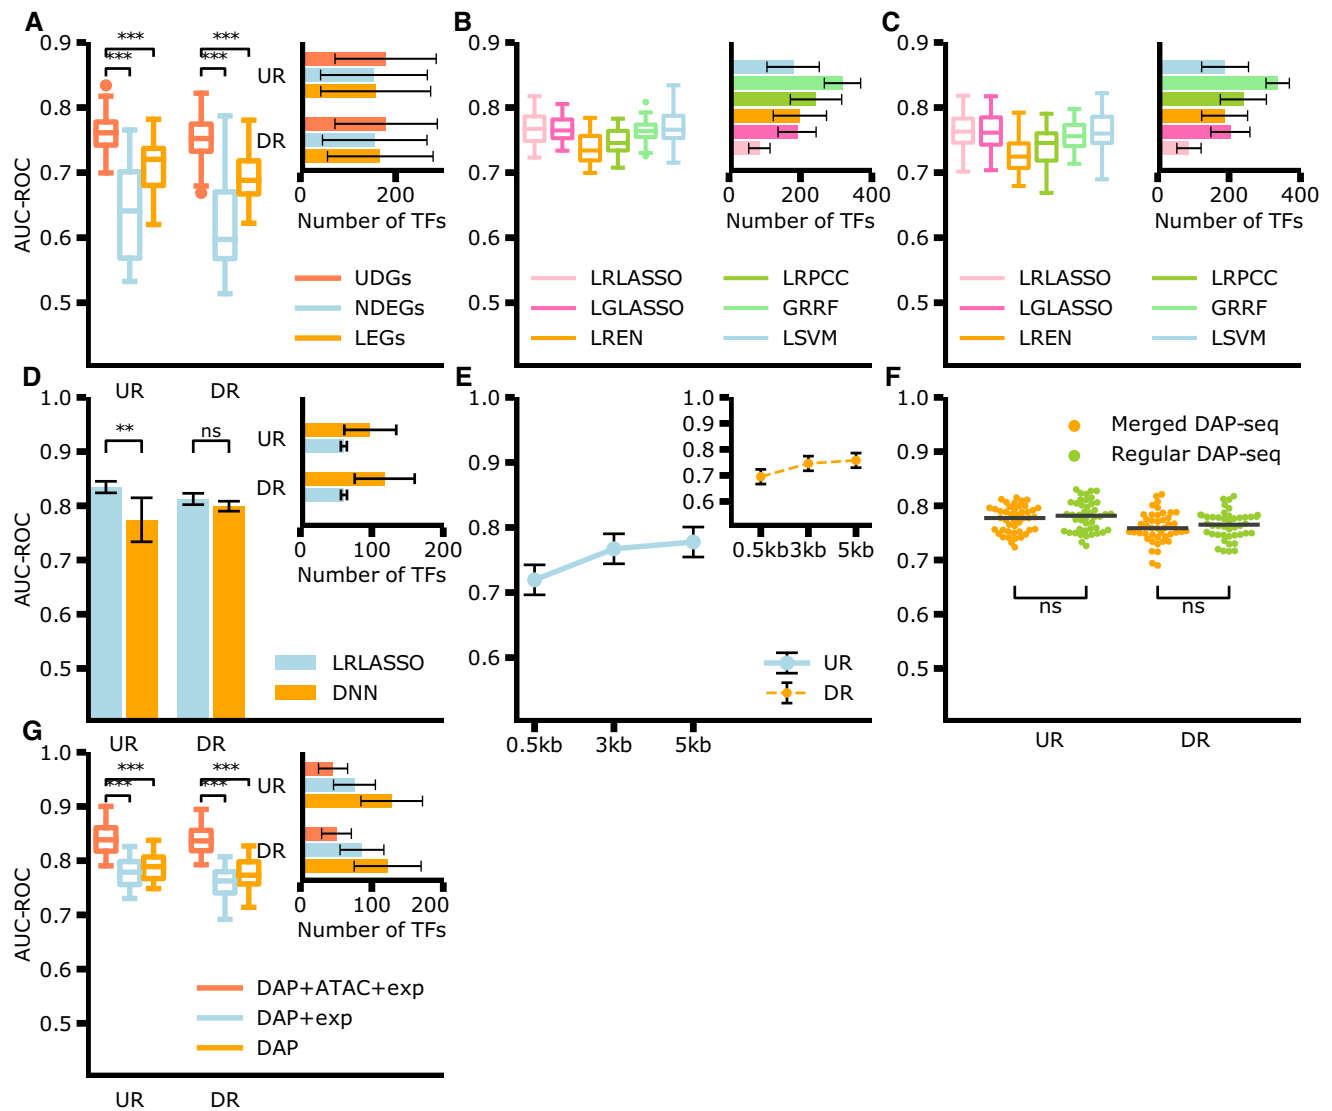 A
0.9
0.8
0.7
0.6
0.5
AUC-ROC
***
***
***
***
UR
DR
UR
DR
0
200
Number of TFs
UDGs
NDEGs
LEGs
B
0.9
0.8
0.7
0.6
0.5
0
200
400
Number of TFs
LRLASSO
LGLASSO
LREN
LRPCC
GRRF
LSVM
C
0.9
0.8
0.7
0.6
0.5
0
200
400
Number of TFs
LRLASSO
LGLASSO
LREN
LRPCC
GRRF
LSVM
D
1.0
0.9
0.8
0.7
0.6
0.5
AUC-ROC
**
ns
UR
DR
UR
DR
0
100
200
Number of TFs
LRLASSO
DNN
E
1.0
0.9
0.8
0.7
0.6
0.5kb
3kb
5kb
1.0
0.9
0.8
0.7
0.6
0.5kb
3kb
5kb
UR
DR
F
1.0
0.9
0.8
0.7
0.6
0.5
Merged DAP-seq
Regular DAP-seq
ns
ns
UR
DR
G
1.0
0.9
0.8
0.7
0.6
0.5
AUC-ROC
***
***
***
***
UR
DR
UR
DR
0
100
200
Number of TFs
DAP+ATAC+exp
DAP+exp
DAP